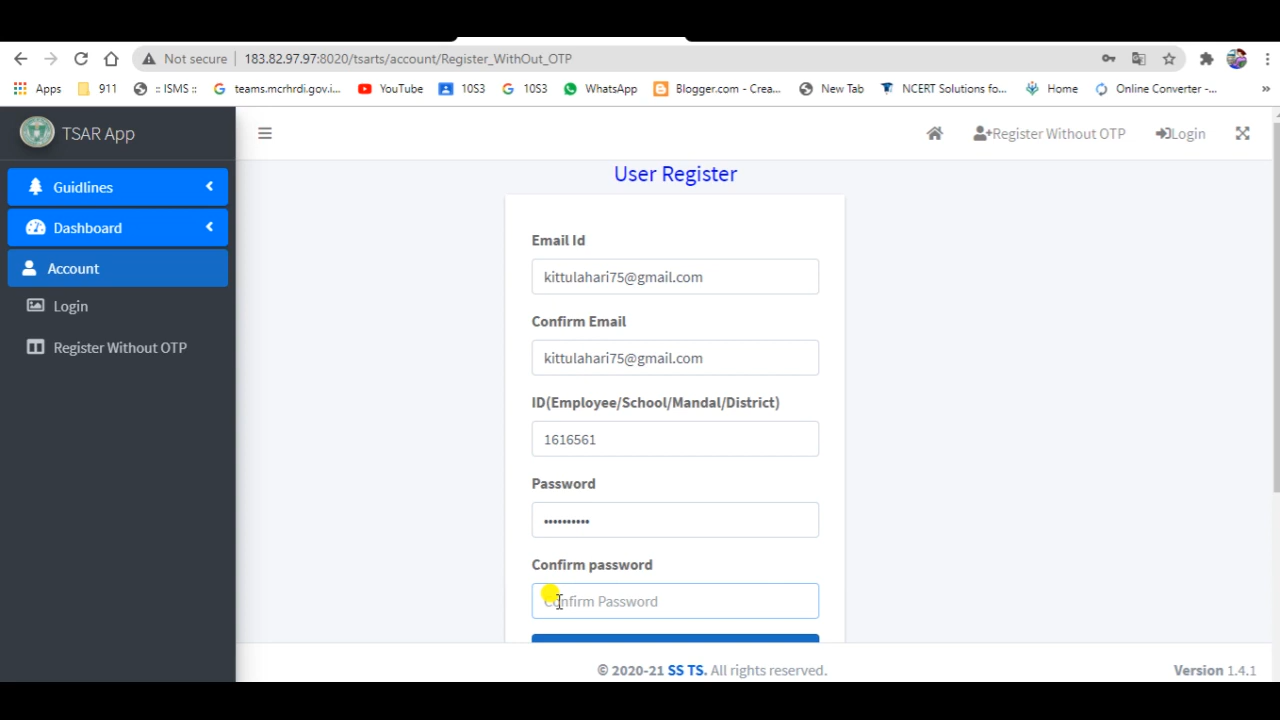 Not secure | 183.82.97.97:8020/tsarts/account/Register_WithOut_OTP
Apps 911 :: ISMS :: teams.mcrhrdi.gov.i... YouTube 10S3 10S3 WhatsApp Blogger.com - Crea... New Tab NCERT Solutions fo... Home Online Converter -... »
TSAR App
Register Without OTP Login
Guidlines
Dashboard
Account
Login
Register Without OTP
User Register
Email Id
kittulahari75@gmail.com
Confirm Email
kittulahari75@gmail.com
ID(Employee/School/Mandal/District)
1616561
Password
••••••••••
Confirm password
Confirm Password
© 2020-21 SS TS. All rights reserved. Version 1.4.1